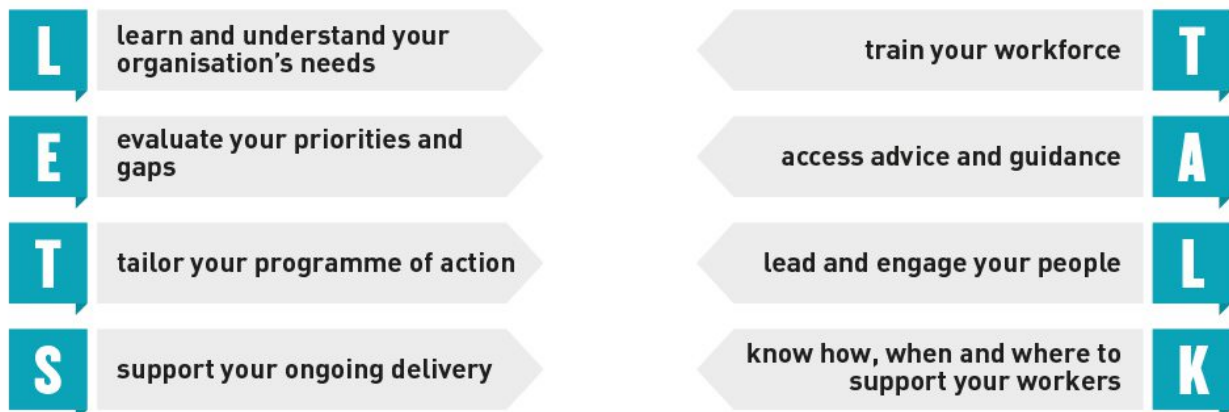 L
learn and understand your
organisation's needs
E
evaluate your priorities and
gaps
T
tailor your programme of action
S
support your ongoing delivery
train your workforce
T
access advice and guidance
A
lead and engage your people
L
know how, when and where to
support your workers
K